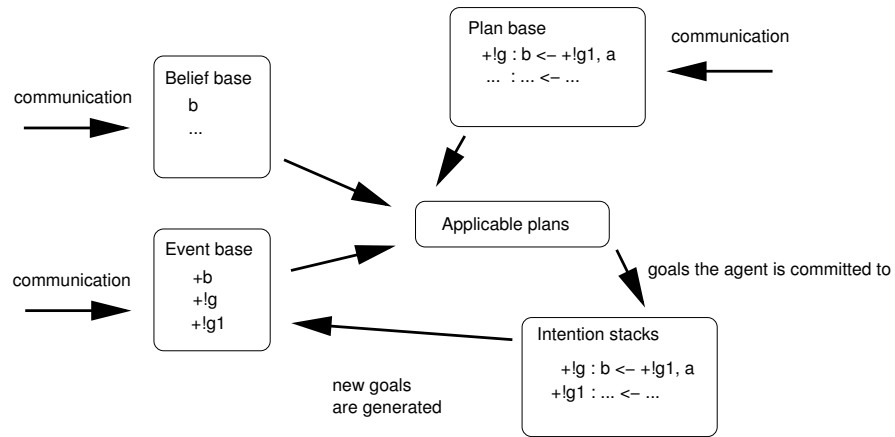 Plan base
+!g : b <− +!g1, a
... : ... <− ...
communication
Belief base
b
...
communication
Applicable plans
Event base
+b
+!g
+!g1
communication
goals the agent is committed to
Intention stacks
+!g : b <− +!g1, a
+!g1 : ... <− ...
new goals
are generated